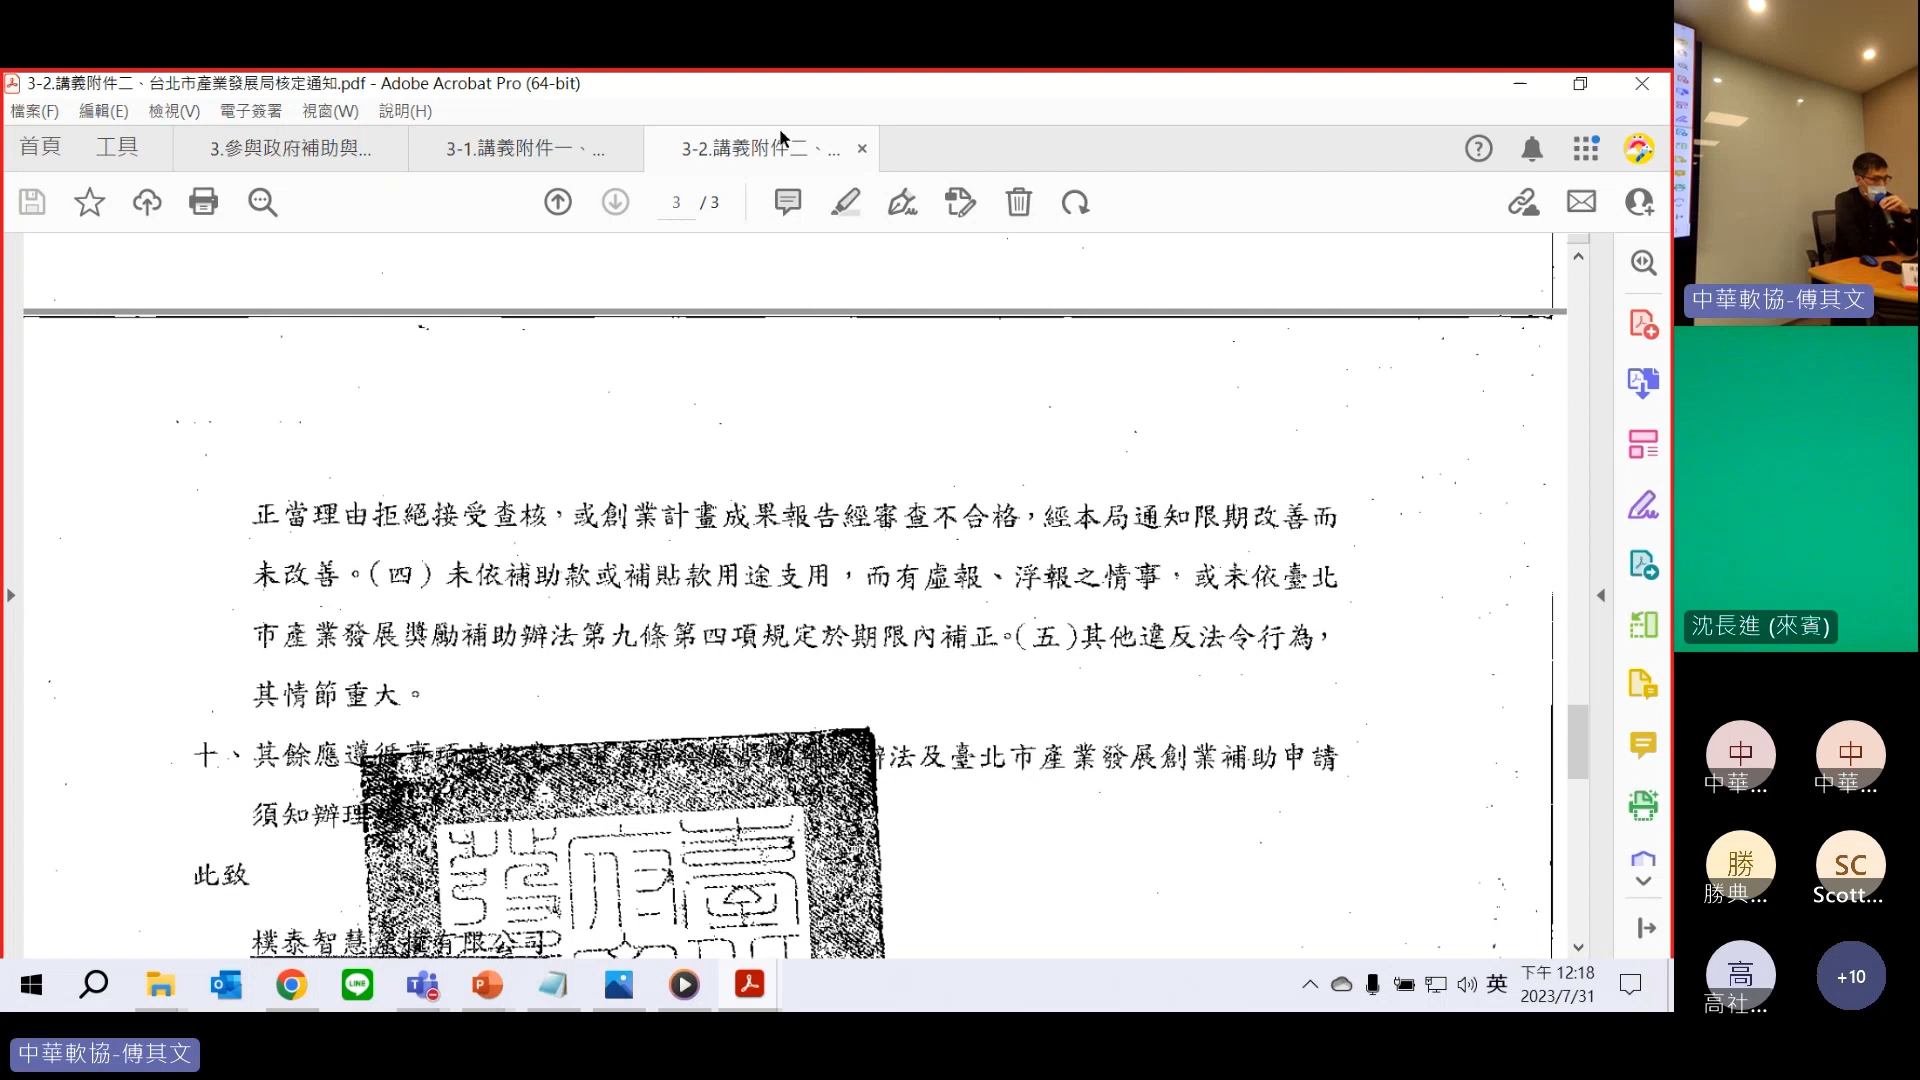 3-2.講義附件二、台北市產業發展局核定通知.pdf - Adobe Acrobat Pro (64-bit)
檔案(F) 編輯(E) 檢視(V) 電子簽署 視窗(W) 說明(H)
首頁 工具 3.參與政府補助與... 3-1.講義附件一、... 3-2.講義附件二、...
3 / 3
正當理由拒絕接受查核，或創業計畫成果報告經審查不合格，經本局通知限期改善而
未改善。（四）未依補助款或補貼款用途支用，而有虛報、浮報之情事，或未依臺北
市產業發展獎勵補助辦法第九條第四項規定於期限內補正。（五）其他違反法令行為，
其情節重大。
十、其餘應遵循事項 辦法及臺北市產業發展創業補助申請
須知辦理
此致
樸泰智慧 有限公司
中華軟協-傅其文
沈長進 (來賓)
中 中
中華... 中華...
勝 SC
勝典... Scott...
高 +10
高社...
英
下午 12:18
2023/7/31
中華軟協-傅其文